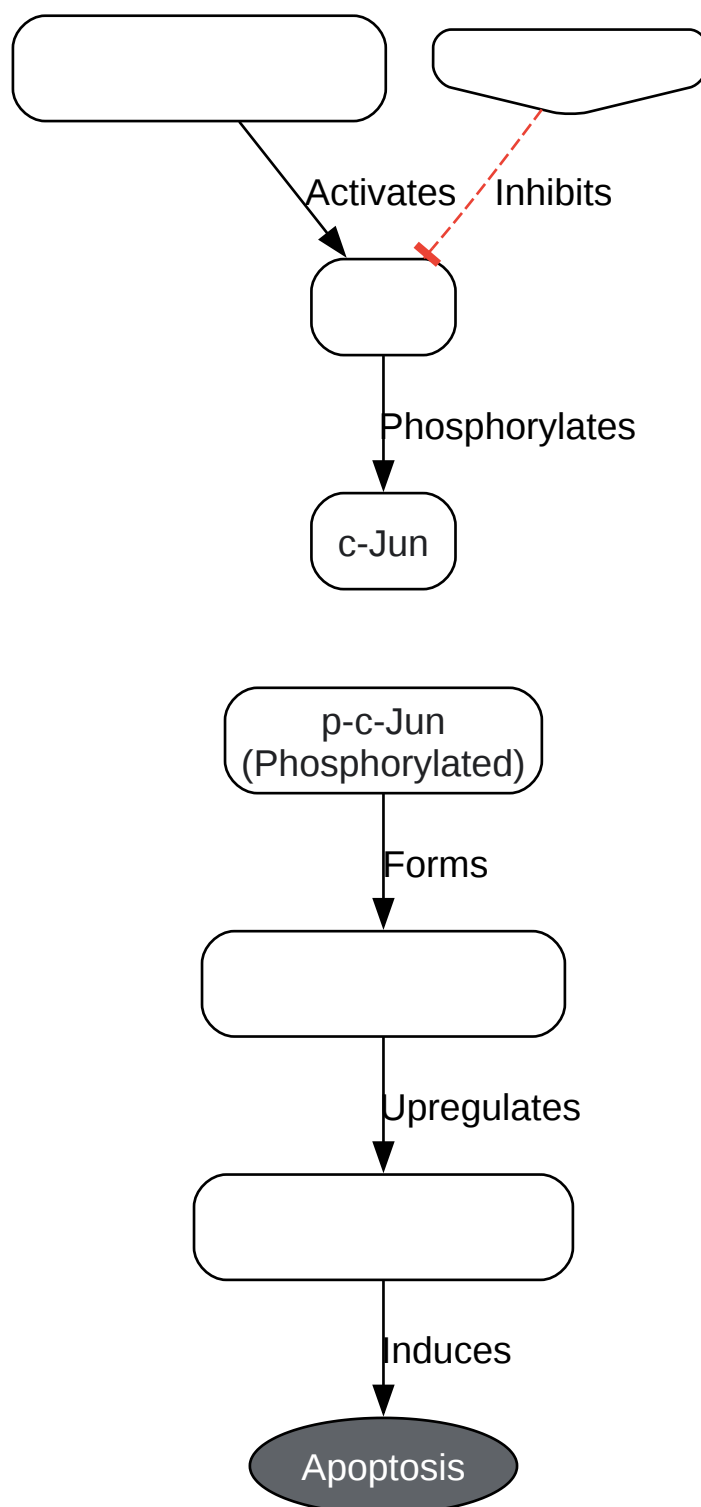 Activates
Inhibits
Phosphorylates
c-Jun
p-c-Jun
(Phosphorylated)
Forms
Upregulates
Induces
Apoptosis